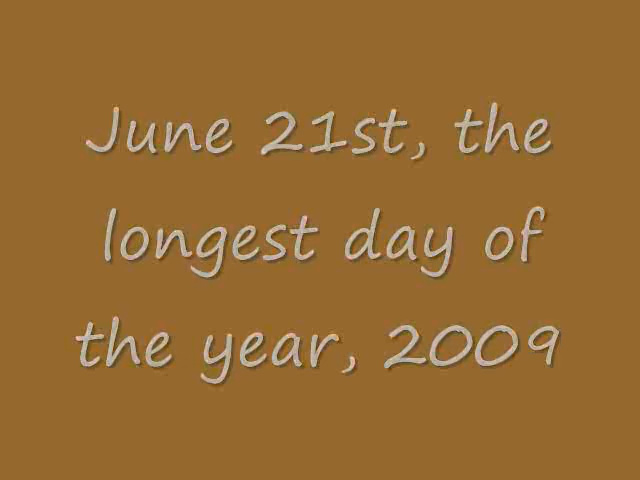 June 21st, the
longest day of
the year, 2009